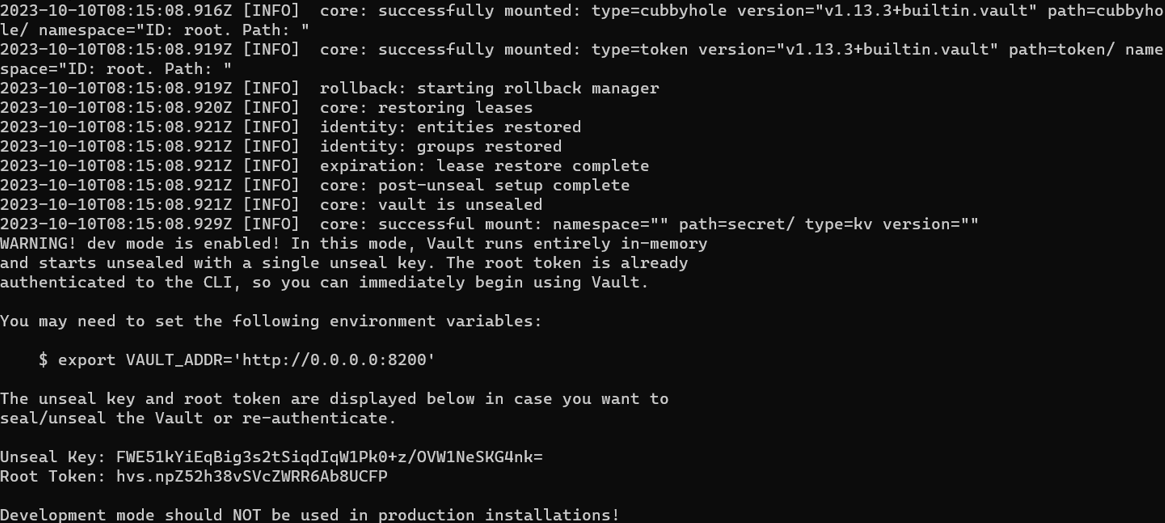 2023-10-10T08:15:08.916Z [INFO]  core: successfully mounted: type=cubbyhole version="v1.13.3+builtin.vault" path=cubbyho
le/ namespace="ID: root. Path: "
2023-10-10T08:15:08.919Z [INFO]  core: successfully mounted: type=token version="v1.13.3+builtin.vault" path=token/ name
space="ID: root. Path: "
2023-10-10T08:15:08.919Z [INFO]  rollback: starting rollback manager
2023-10-10T08:15:08.920Z [INFO]  core: restoring leases
2023-10-10T08:15:08.921Z [INFO]  identity: entities restored
2023-10-10T08:15:08.921Z [INFO]  identity: groups restored
2023-10-10T08:15:08.921Z [INFO]  expiration: lease restore complete
2023-10-10T08:15:08.921Z [INFO]  core: post-unseal setup complete
2023-10-10T08:15:08.921Z [INFO]  core: vault is unsealed
2023-10-10T08:15:08.929Z [INFO]  core: successful mount: namespace="" path=secret/ type=kv version=""
WARNING! dev mode is enabled! In this mode, Vault runs entirely in-memory
and starts unsealed with a single unseal key. The root token is already
authenticated to the CLI, so you can immediately begin using Vault.
You may need to set the following environment variables:
$ export VAULT_ADDR='http://0.0.0.0:8200'
The unseal key and root token are displayed below in case you want to
seal/unseal the Vault or re-authenticate.
Unseal Key: FWE51kYiEqBig3s2tSiqdIqW1Pk0+z/OVW1NeSKG4nk=
Root Token: hvs.npZ52h38vSVcZWRR6Ab8UCFP
Development mode should NOT be used in production installations!